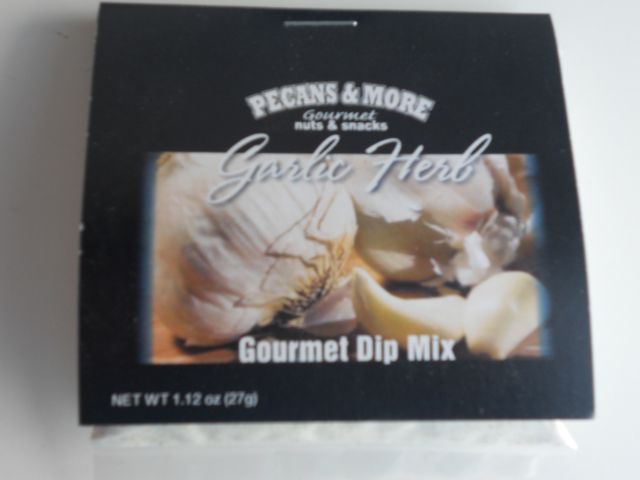 PECANS & MORE
Gourmet
nuts & snacks
Garlic Herb
Gourmet Dip Mix
NET WT 1.12 oz (27g)